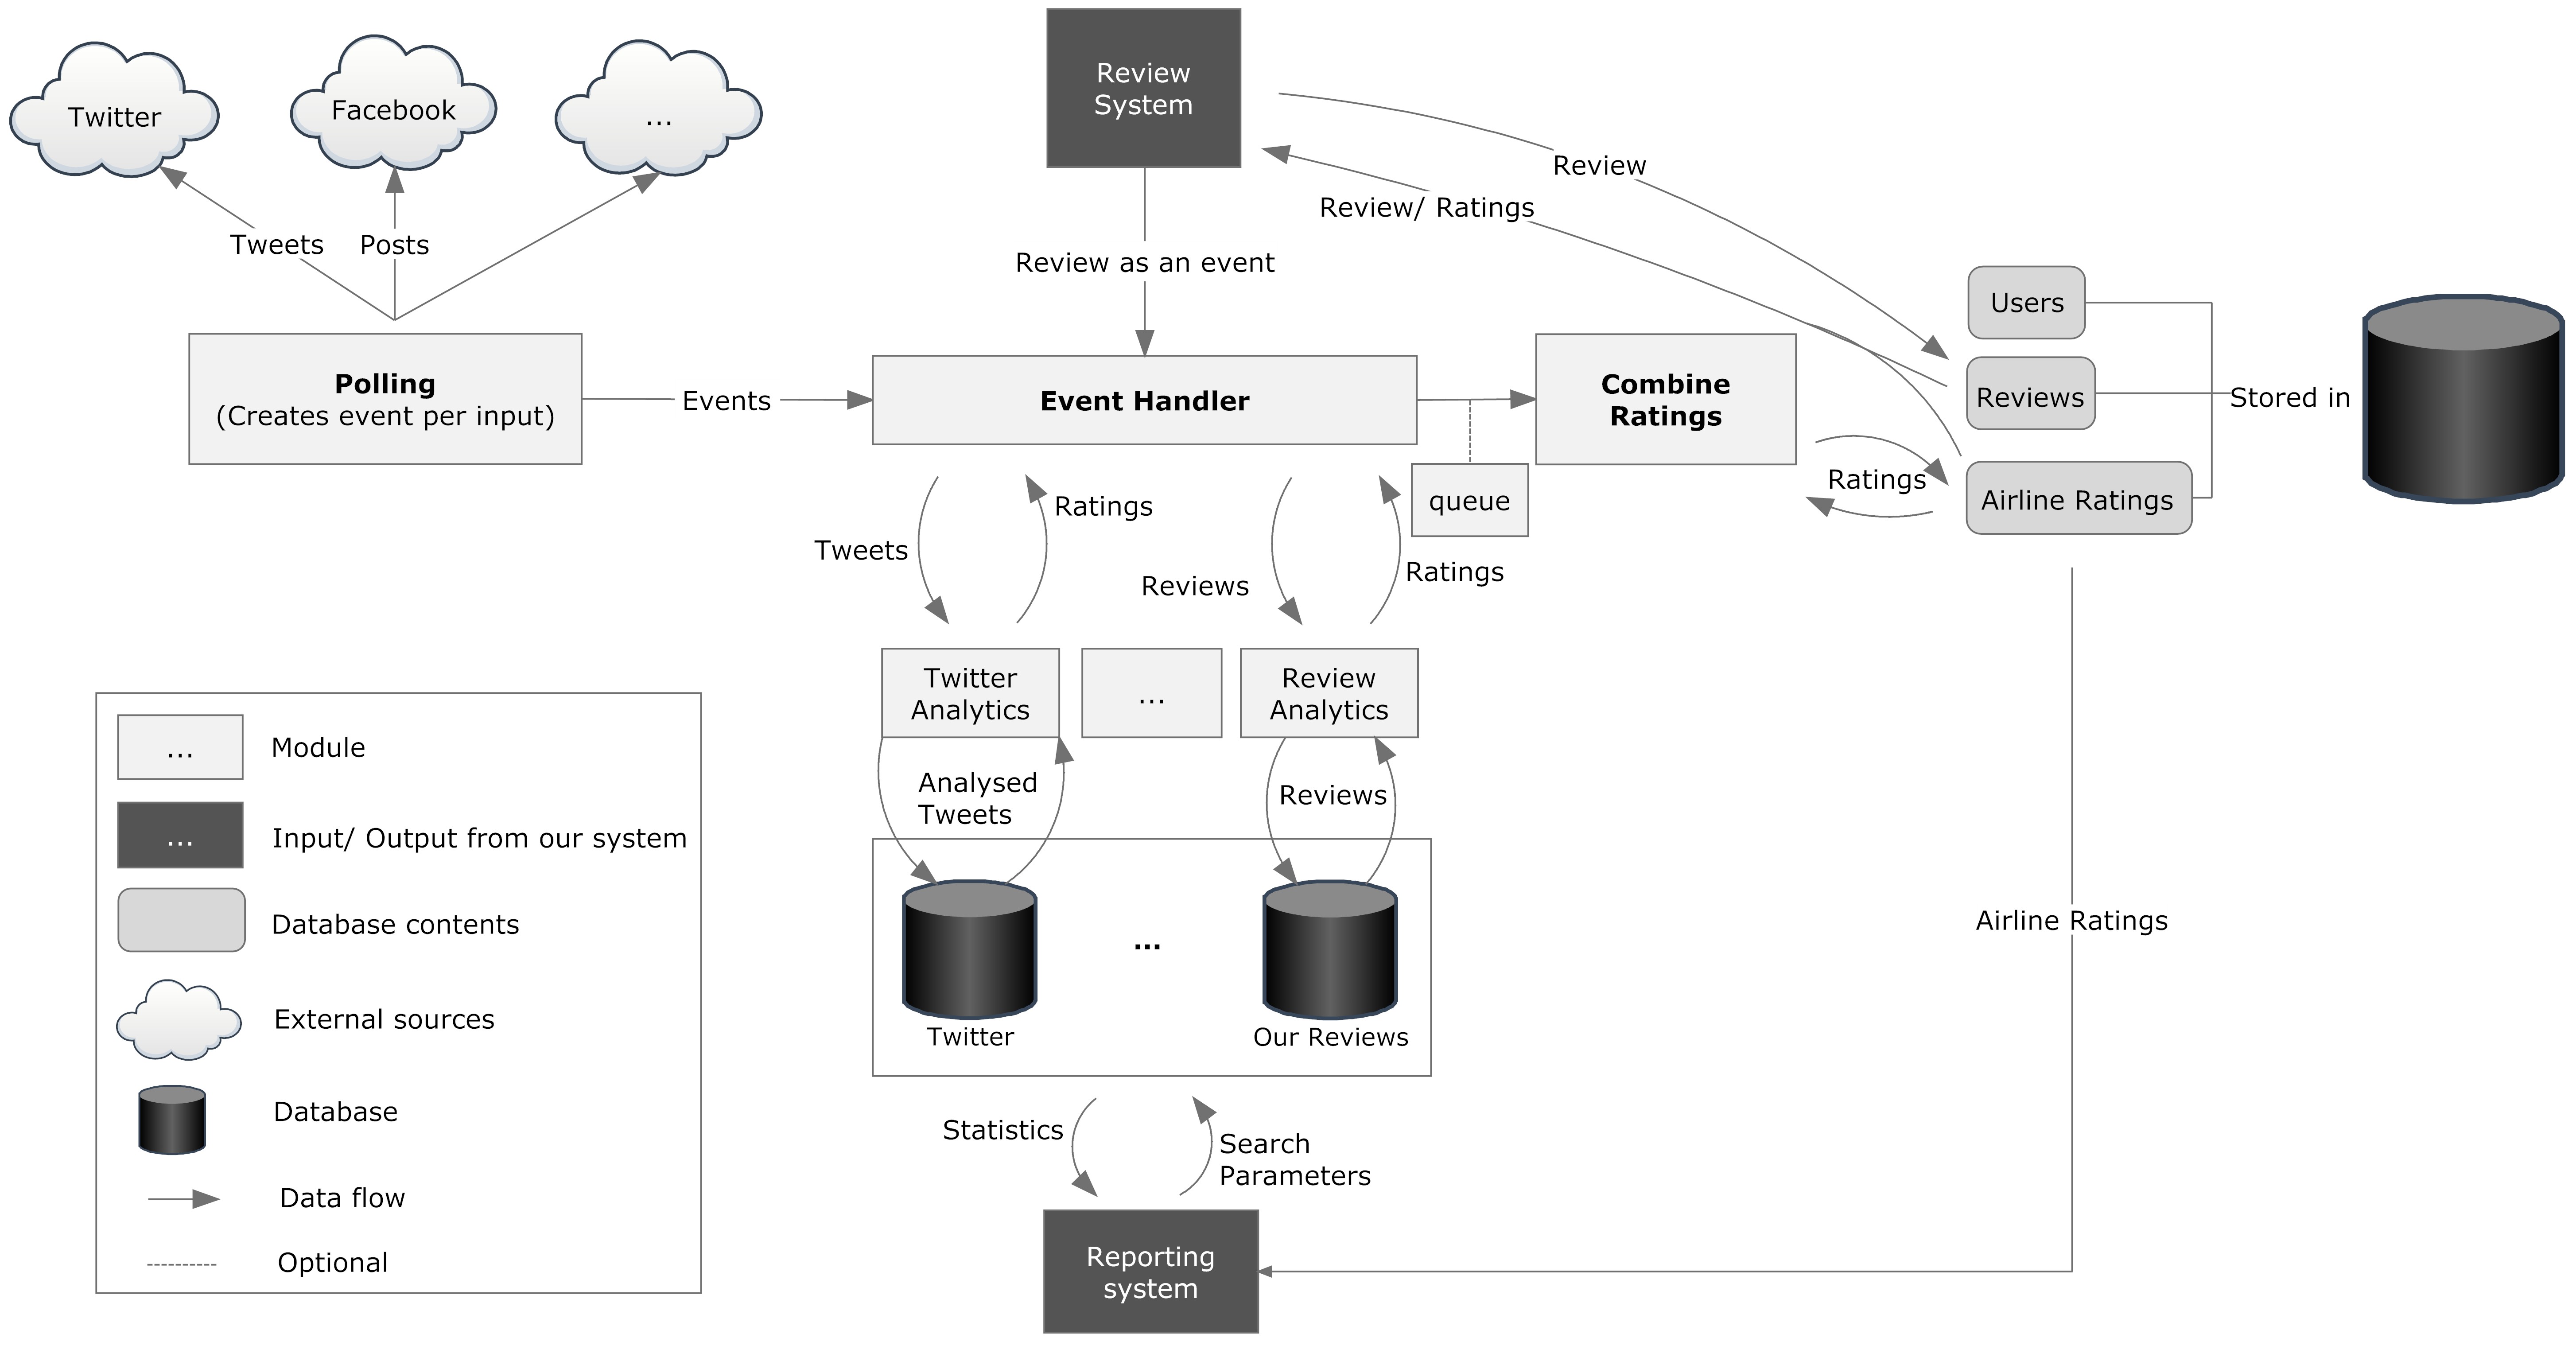 Twitter
Facebook
...
Review
System
Review
Review/ Ratings
Tweets
Posts
Review as an event
Users
Polling
(Creates event per input)
Events
Event Handler
Combine
Ratings
Reviews
Stored in
Ratings
Airline Ratings
queue
Tweets
Ratings
Reviews
Ratings
Twitter
Analytics
...
Review
Analytics
Analysed
Tweets
Reviews
...
Twitter
Our Reviews
Airline Ratings
Statistics
Search
Parameters
Reporting
system
...
Module
...
Input/ Output from our system
Database contents
External sources
Database
Data flow
Optional